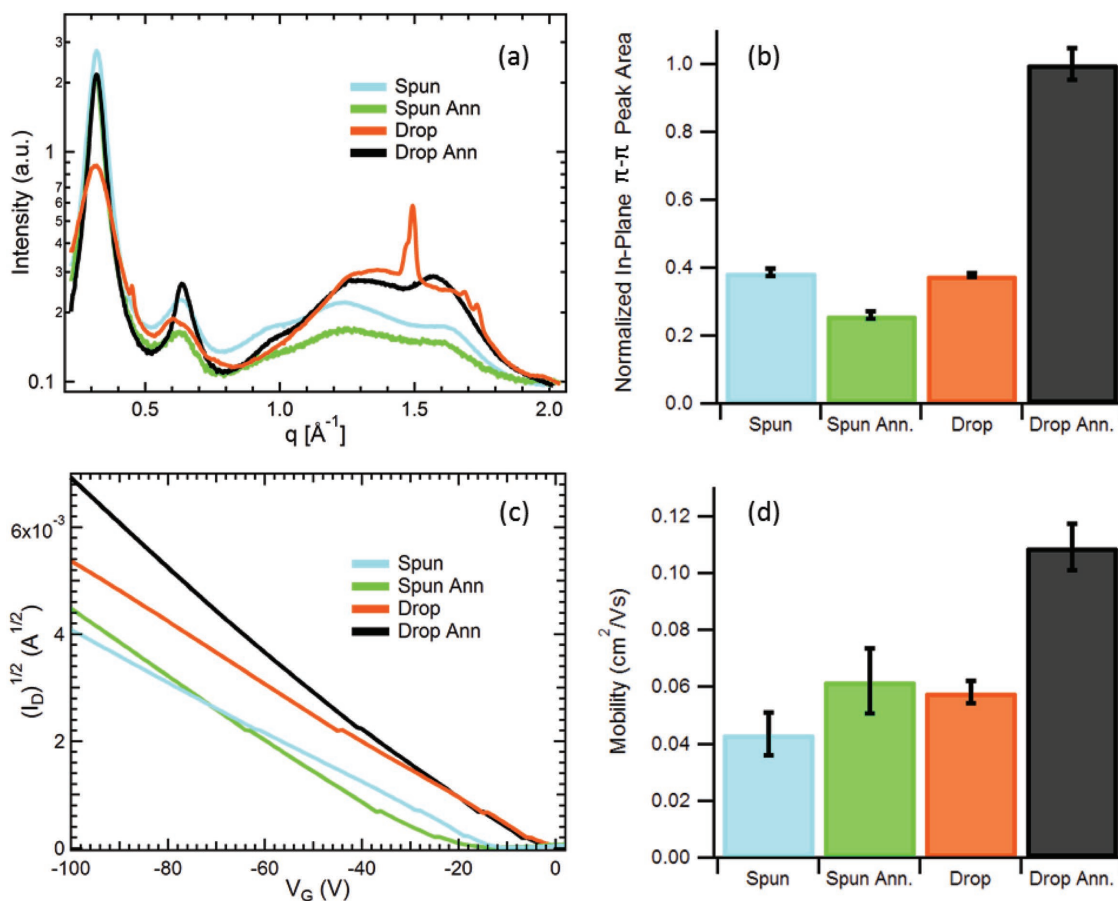 (a)
Intensity (a.u.)
3
2
1
7
6
5
4
3
2
0.1
Spun
Spun Ann
Drop
Drop Ann
0.5
1.0
1.5
2.0
q [Å⁻¹]
(b)
Normalized In-Plane π-π Peak Area
1.0
0.8
0.6
0.4
0.2
0.0
Spun
Spun Ann.
Drop
Drop Ann.
(c)
(I_D)^1/2 (A^1/2)
6x10⁻³
4
2
0
Spun
Spun Ann
Drop
Drop Ann
-100
-80
-60
-40
-20
0
V_G (V)
(d)
Mobility (cm²/Vs)
0.12
0.10
0.08
0.06
0.04
0.02
0.00
Spun
Spun Ann.
Drop
Drop Ann.